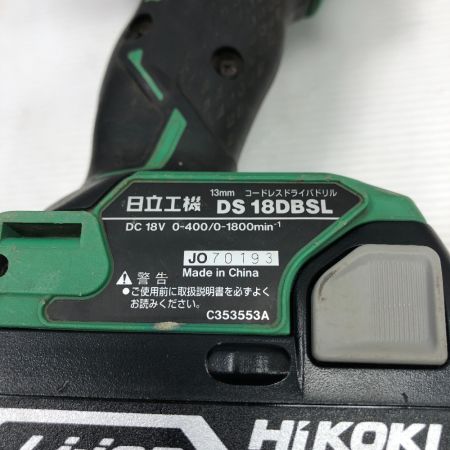 13mm コードレスドライバドリル
日立工機 DS 18DBSL
DC 18V 0-400/0-1800min⁻¹
JO 70193
Made in China
⚠ 警告
●ご使用前に取扱説明書を必ずよく
お読みください。
C353553A
Li-ion HiKOKI